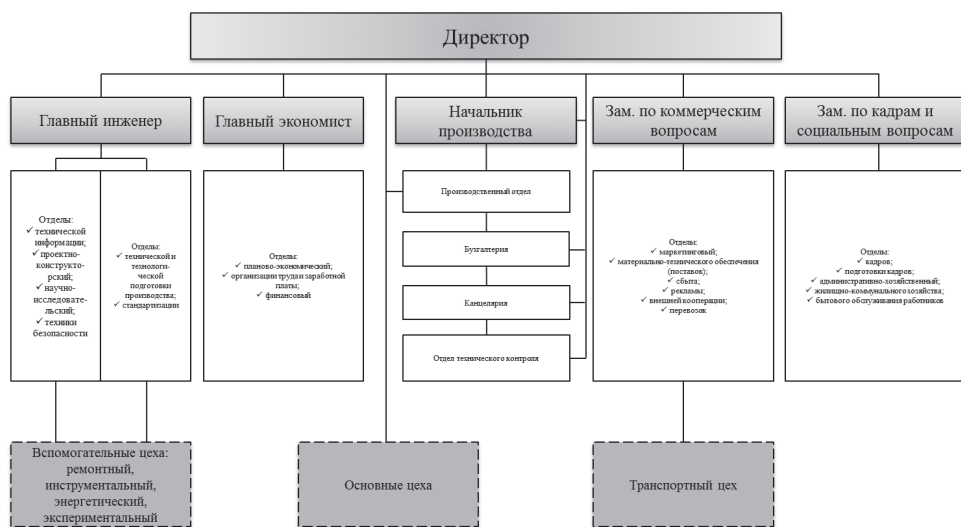 Директор
Главный инженер
Главный экономист
Начальник
производства
Зам. по коммерческим
вопросам
Зам. по кадрам и
социальным вопросам
Отделы:
✓ технической
информации;
✓ проектно-
конструкто-
рский;
✓ научно-
исследовате-
льский;
✓ техники
безопасности
Отделы:
✓ технической и
технологи-
ческой
подготовки
производства;
✓ стандартизации
Отделы:
✓ планово-экономический;
✓ организации труда и заработной
платы;
✓ финансовый
Производственный отдел
Бухгалтерия
Канцелярия
Отдел технического контроля
Отделы:
✓ маркетинговый;
✓ материально-технического обеспечения
(поставок);
✓ сбыта;
✓ рекламы;
✓ внешней кооперации;
✓ перевозок
Отделы:
✓ кадров;
✓ подготовки кадров;
✓ административно-хозяйственный;
✓ жилищно-коммунального хозяйства;
✓ бытового обслуживания работников
Вспомогательные цеха:
ремонтный,
инструментальный,
энергетический,
экспериментальный
Основные цеха
Транспортный цех